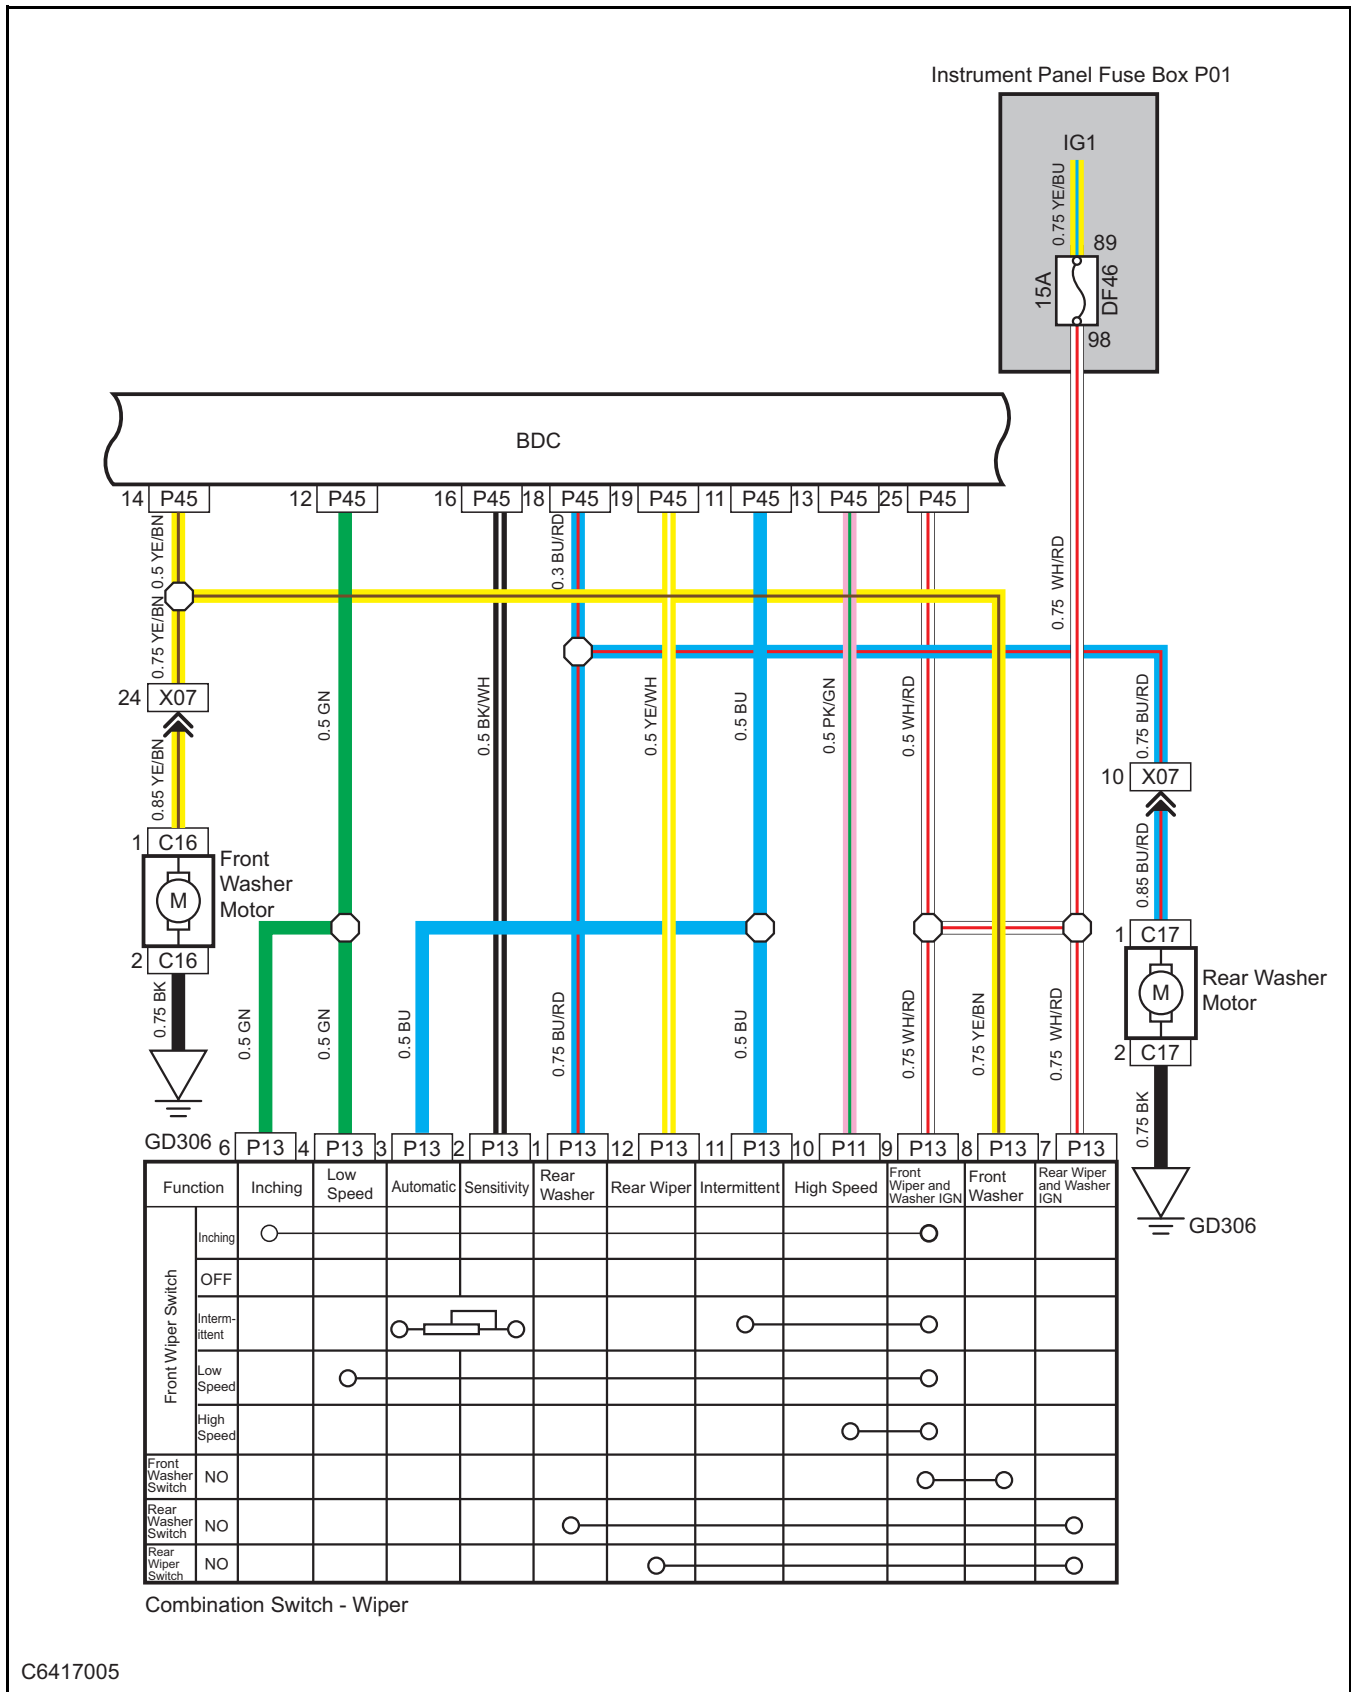 Instrument Panel Fuse Box P01
IG1
0.75 YE/BU
89
15A
DF46
98
BDC
14 P45
12 P45
16 P45
18 P45
19 P45
11 P45
13 P45
25 P45
0.5 YE/BN
0.3 BU/RD
0.75 WH/RD
0.75 YE/BN
24 X07
0.5 GN
0.5 BK/WH
0.5 YE/WH
0.5 BU
0.5 PK/GN
0.5 WH/RD
0.75 BU/RD
10 X07
0.85 YE/BN
0.85 BU/RD
1 C16
Front
Washer
Motor
M
2 C16
1 C17
Rear Washer
Motor
M
2 C17
0.75 BK
0.5 GN
0.5 GN
0.5 BU
0.75 BU/RD
0.5 BU
0.75 WH/RD
0.75 YE/BN
0.75 WH/RD
0.75 BK
GD306
6 P13
4 P13
3 P13
2 P13
1 P13
12 P13
11 P13
10 P11
9 P13
8 P13
7 P13
GD306
Function
Inching
Low
Speed
Automatic
Sensitivity
Rear
Washer
Rear Wiper
Intermittent
High Speed
Front
Wiper and
Washer IGN
Front
Washer
Rear Wiper
and Washer
IGN
Front Wiper Switch
Inching
OFF
Interm-
ittent
Low
Speed
High
Speed
Front
Washer
Switch
NO
Rear
Washer
Switch
NO
Rear
Wiper
Switch
NO
Combination Switch - Wiper
C6417005